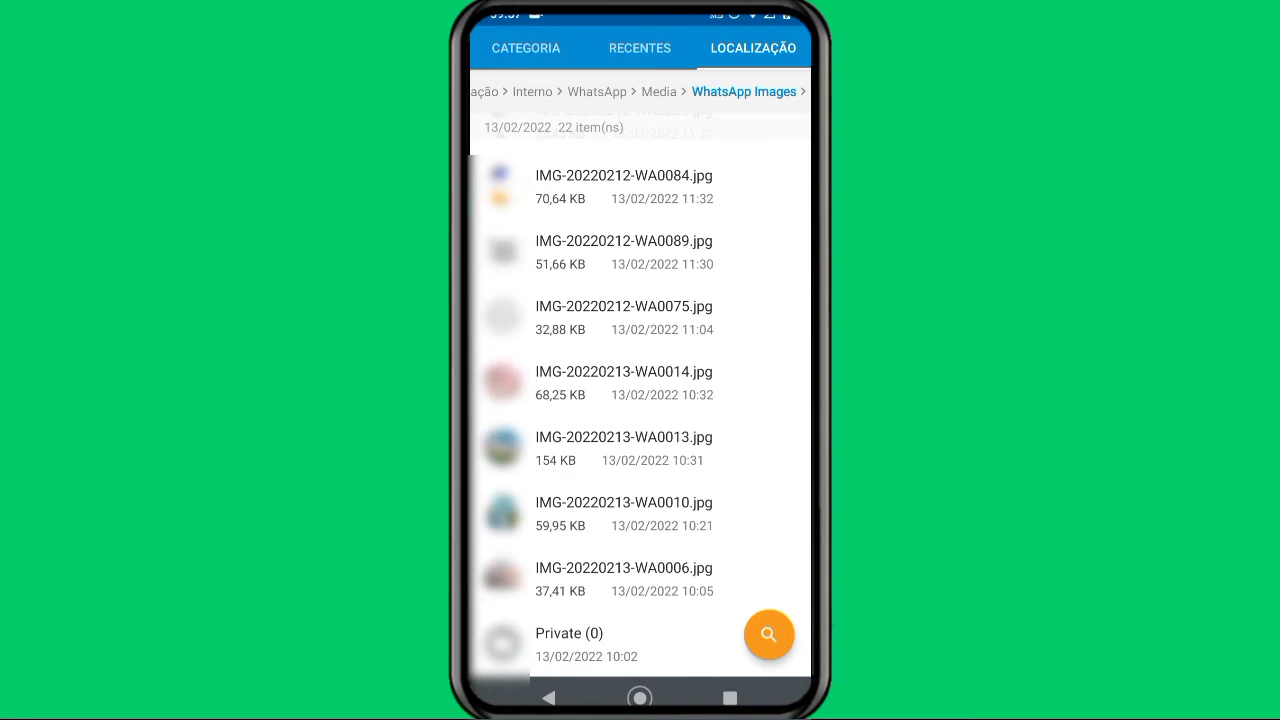 CATEGORIA RECENTES LOCALIZAÇÃO
ação > Interno > WhatsApp > Media > WhatsApp Images >
13/02/2022 22 item(ns)
IMG-20220212-WA0084.jpg
70,64 KB 13/02/2022 11:32
IMG-20220212-WA0089.jpg
51,66 KB 13/02/2022 11:30
IMG-20220212-WA0075.jpg
32,88 KB 13/02/2022 11:04
IMG-20220213-WA0014.jpg
68,25 KB 13/02/2022 10:32
IMG-20220213-WA0013.jpg
154 KB 13/02/2022 10:31
IMG-20220213-WA0010.jpg
59,95 KB 13/02/2022 10:21
IMG-20220213-WA0006.jpg
37,41 KB 13/02/2022 10:05
Private (0)
13/02/2022 10:02